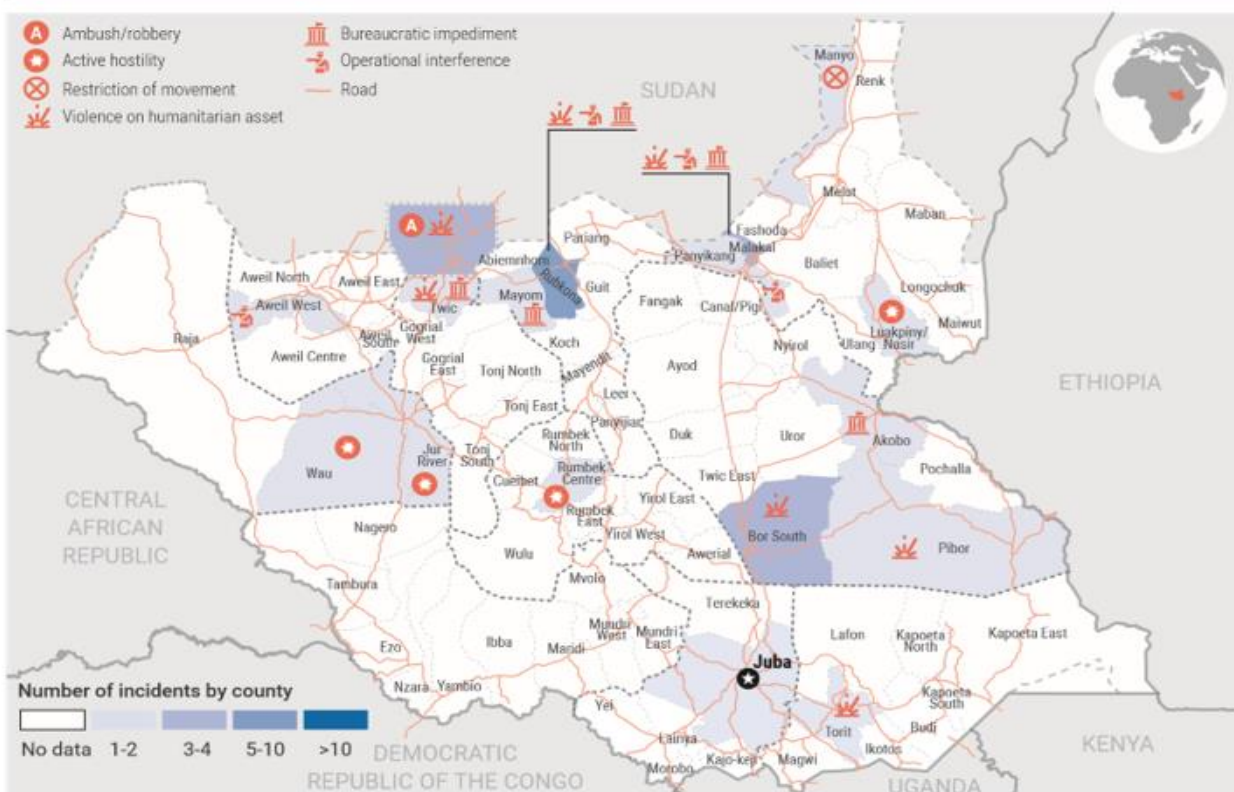 Ambush/robbery
Active hostility
Restriction of movement
Violence on humanitarian asset
Bureaucratic impediment
Operational interference
Road
SUDAN
Manyo
Renk
Melot
Maban
Fashoda
Malakal
Panyikang
Baliet
Pariang
Abiemnhom
Rubkona
Guit
Mayom
Twic
Aweil North
Aweil East
Aweil West
Raja
Aweil Centre
Aweil South
Gogrial West
Gogrial East
Tonj North
Koch
Mayendit
Fangak
Canal/Pigi
Longochuk
Luakpiny/Nasir
Maiwut
Ulang
Nyirol
Ayod
Leer
Panyijiar
Tonj East
ETHIOPIA
Akobo
Uror
Duk
Pochalla
Rumbek North
Rumbek Centre
Tonj South
Cueibet
Jur River
Wau
Twic East
Yirol East
Rumbek East
Yirol West
Bor South
Pibor
CENTRAL
AFRICAN
REPUBLIC
Nagero
Wulu
Awerial
Mvolo
Tambura
Terekeka
Mundri West
Mundri East
Ibba
Maridi
Ezo
Lafon
Kapoeta North
Kapoeta East
Juba
Nzara
Yambio
Yei
Kapoeta South
Budi
Torit
Ikotos
Lainya
Kajo-keji
Magwi
Morobo
KENYA
UGANDA
DEMOCRATIC
REPUBLIC OF THE CONGO
Number of incidents by county
No data
1-2
3-4
5-10
>10
A
A